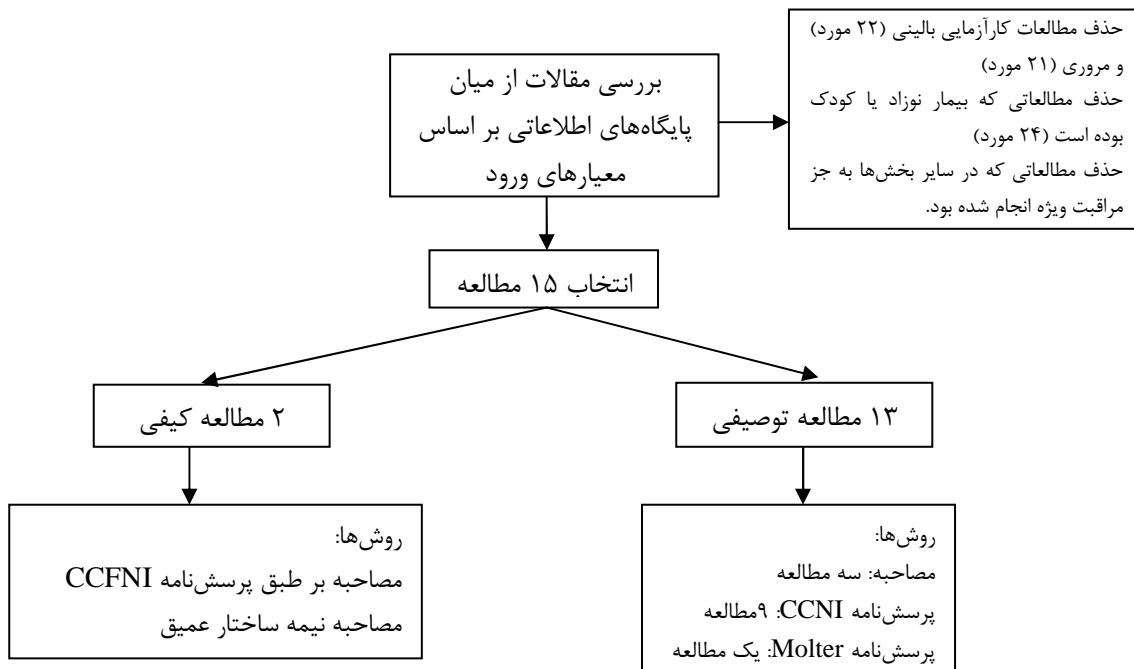 بررسی مقالات از میان
پایگاه‌های اطلاعاتی بر اساس
معیارهای ورود
حذف مطالعات کارآزمایی بالینی (۲۲ مورد)
و مروری (۲۱ مورد)
حذف مطالعاتی که بیمار نوزاد یا کودک
بوده است (۲۴ مورد)
حذف مطالعاتی که در سایر بخش‌ها به جز
مراقبت ویژه انجام شده بود.
انتخاب ۱۵ مطالعه
۱۳ مطالعه توصیفی
۲ مطالعه کیفی
روش‌ها:
مصاحبه: سه مطالعه
پرسش‌نامه CCNI: ۹مطالعه
پرسش‌نامه Molter: یک مطالعه
روش‌ها:
مصاحبه بر طبق پرسش‌نامه CCFNI
مصاحبه نیمه ساختار عمیق